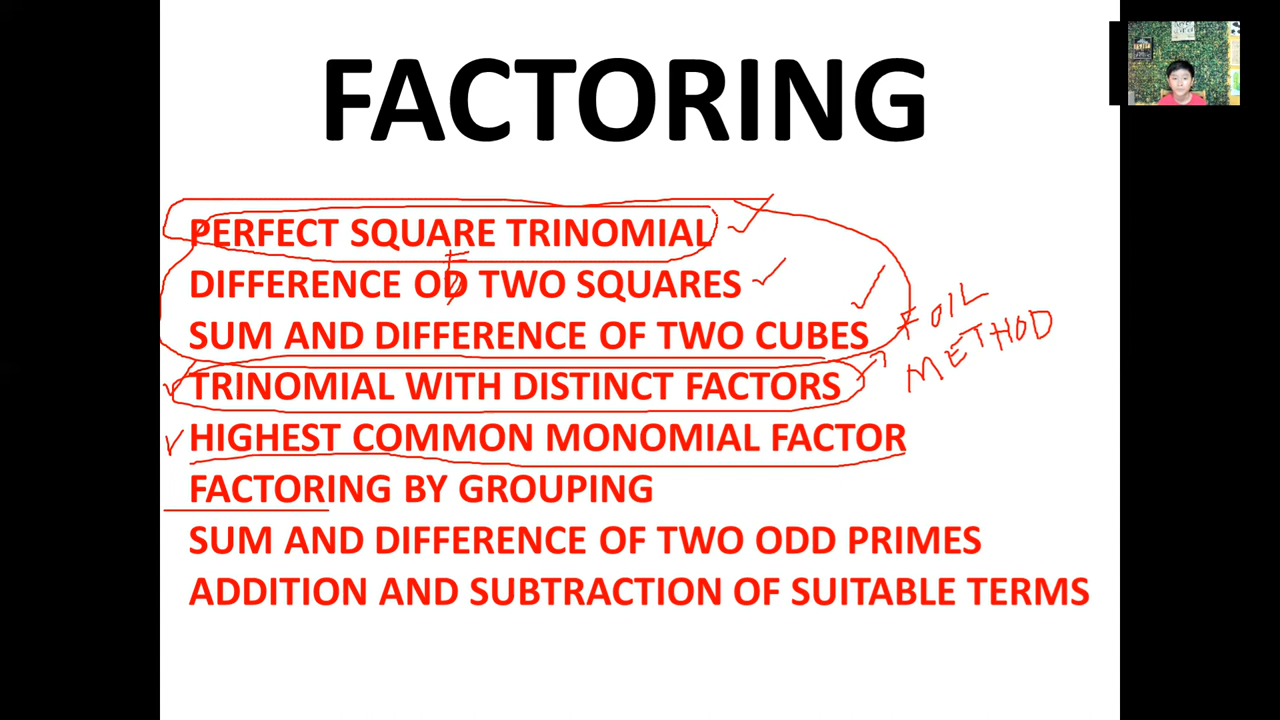 FACTORING
PERFECT SQUARE TRINOMIAL
DIFFERENCE OD TWO SQUARES
F
SUM AND DIFFERENCE OF TWO CUBES
FOIL
METHOD
TRINOMIAL WITH DISTINCT FACTORS
HIGHEST COMMON MONOMIAL FACTOR
FACTORING BY GROUPING
SUM AND DIFFERENCE OF TWO ODD PRIMES
ADDITION AND SUBTRACTION OF SUITABLE TERMS